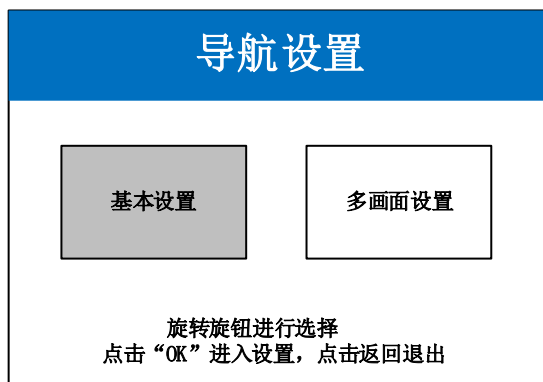 导航设置
基本设置
多画面设置
旋转旋钮进行选择
点击“OK”进入设置，点击返回退出